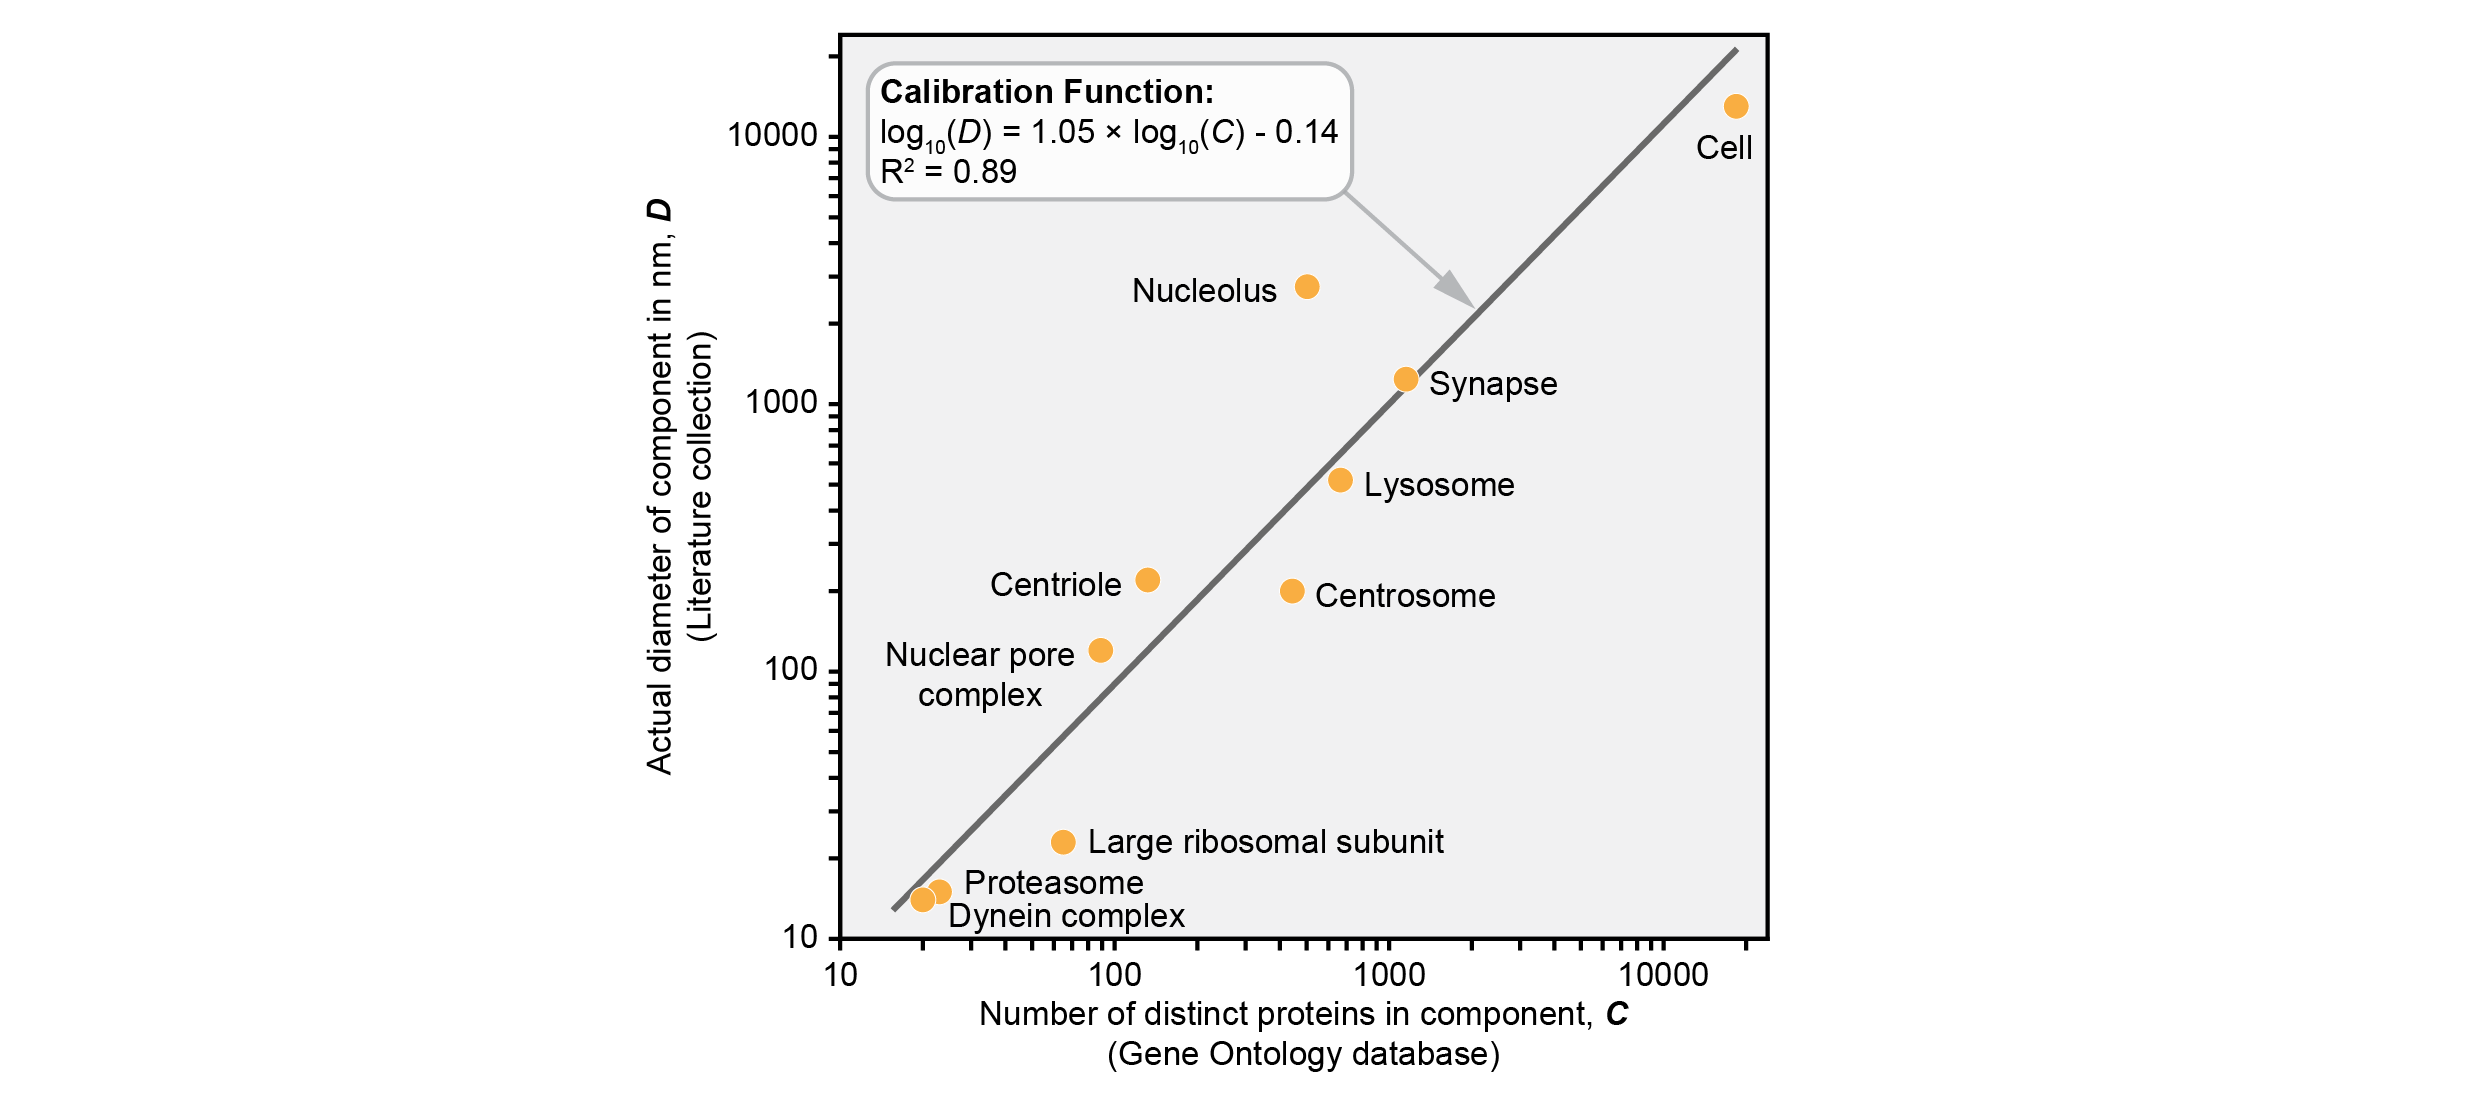 Calibration Function:
log10(D) = 1.05 × log10(C) - 0.14
R² = 0.89
10000
1000
100
10
Actual diameter of component in nm, D
(Literature collection)
Cell
Nucleolus
Synapse
Lysosome
Centriole
Centrosome
Nuclear pore
complex
Large ribosomal subunit
Proteasome
Dynein complex
10 100 1000 10000
Number of distinct proteins in component, C
(Gene Ontology database)